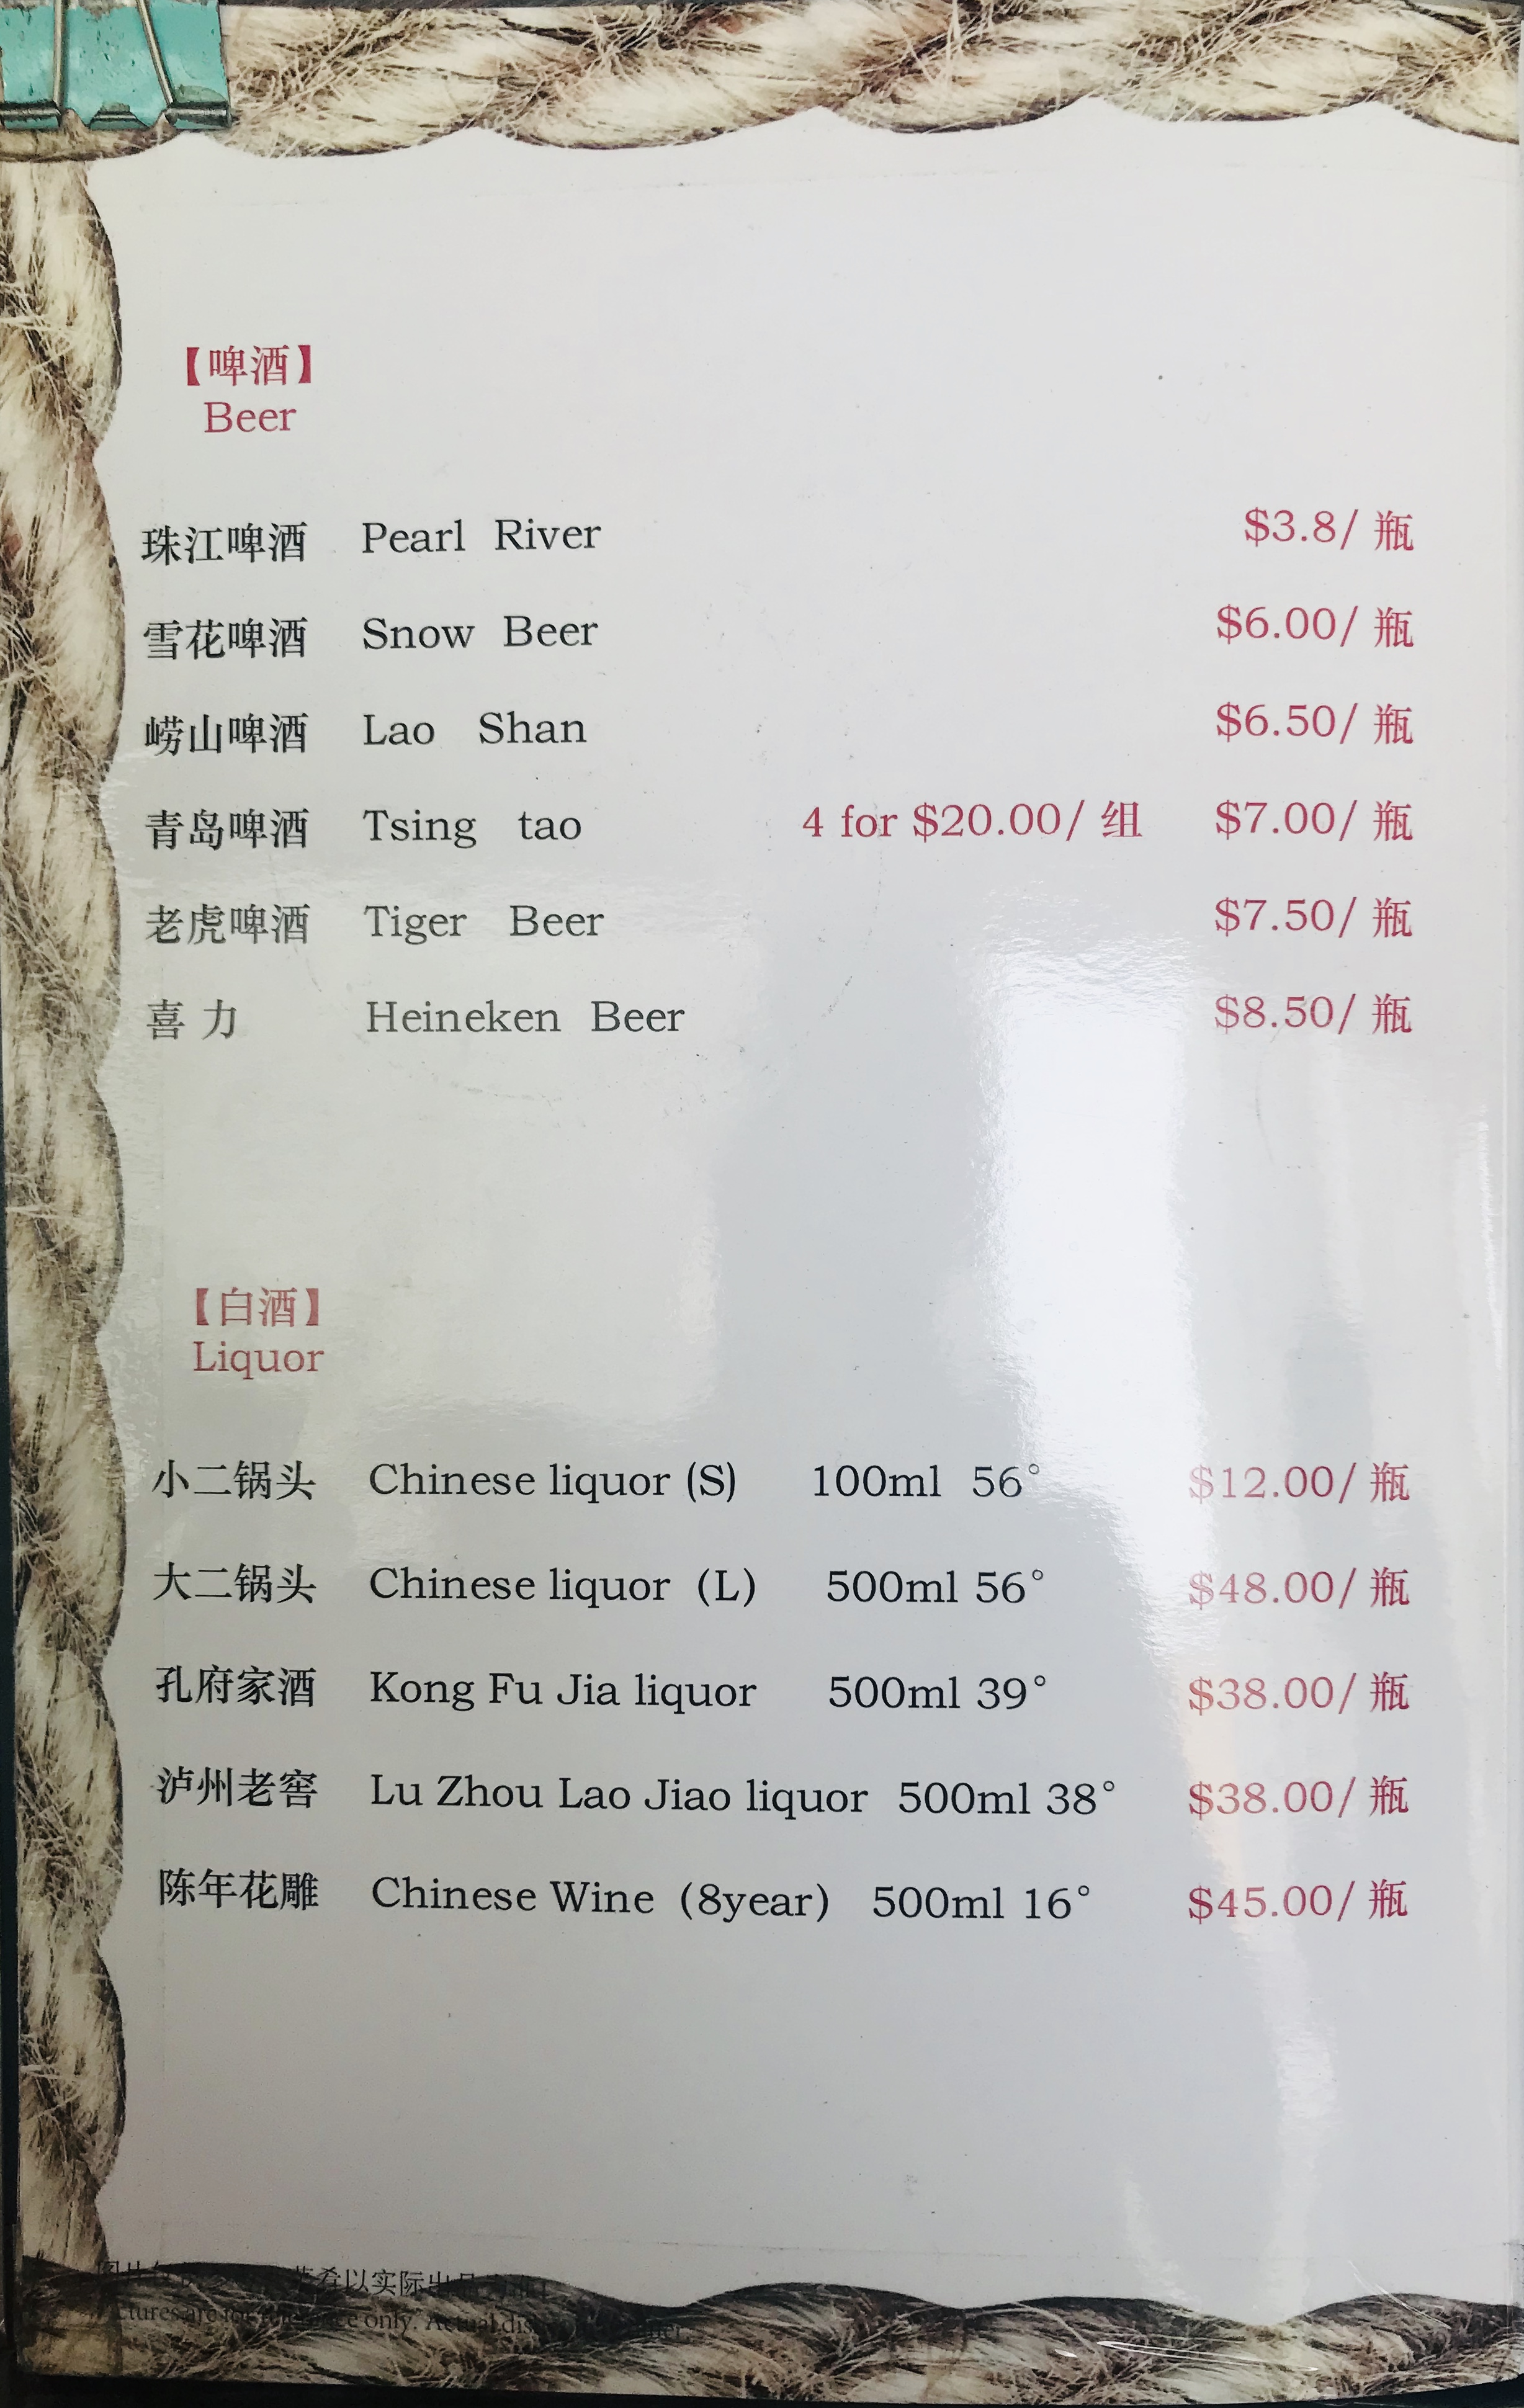 【啤酒】
Beer
珠江啤酒 Pearl River $3.8/ 瓶
雪花啤酒 Snow Beer $6.00/ 瓶
崂山啤酒 Lao Shan $6.50/ 瓶
青岛啤酒 Tsing tao 4 for $20.00/ 组 $7.00/ 瓶
老虎啤酒 Tiger Beer $7.50/ 瓶
喜 力 Heineken Beer $8.50/ 瓶
【白酒】
Liquor
小二锅头 Chinese liquor (S) 100ml 56° $12.00/ 瓶
大二锅头 Chinese liquor (L) 500ml 56° $48.00/ 瓶
孔府家酒 Kong Fu Jia liquor 500ml 39° $38.00/ 瓶
泸州老窖 Lu Zhou Lao Jiao liquor 500ml 38° $38.00/ 瓶
陈年花雕 Chinese Wine (8year) 500ml 16° $45.00/ 瓶
菜肴以实际出品
only. Actual